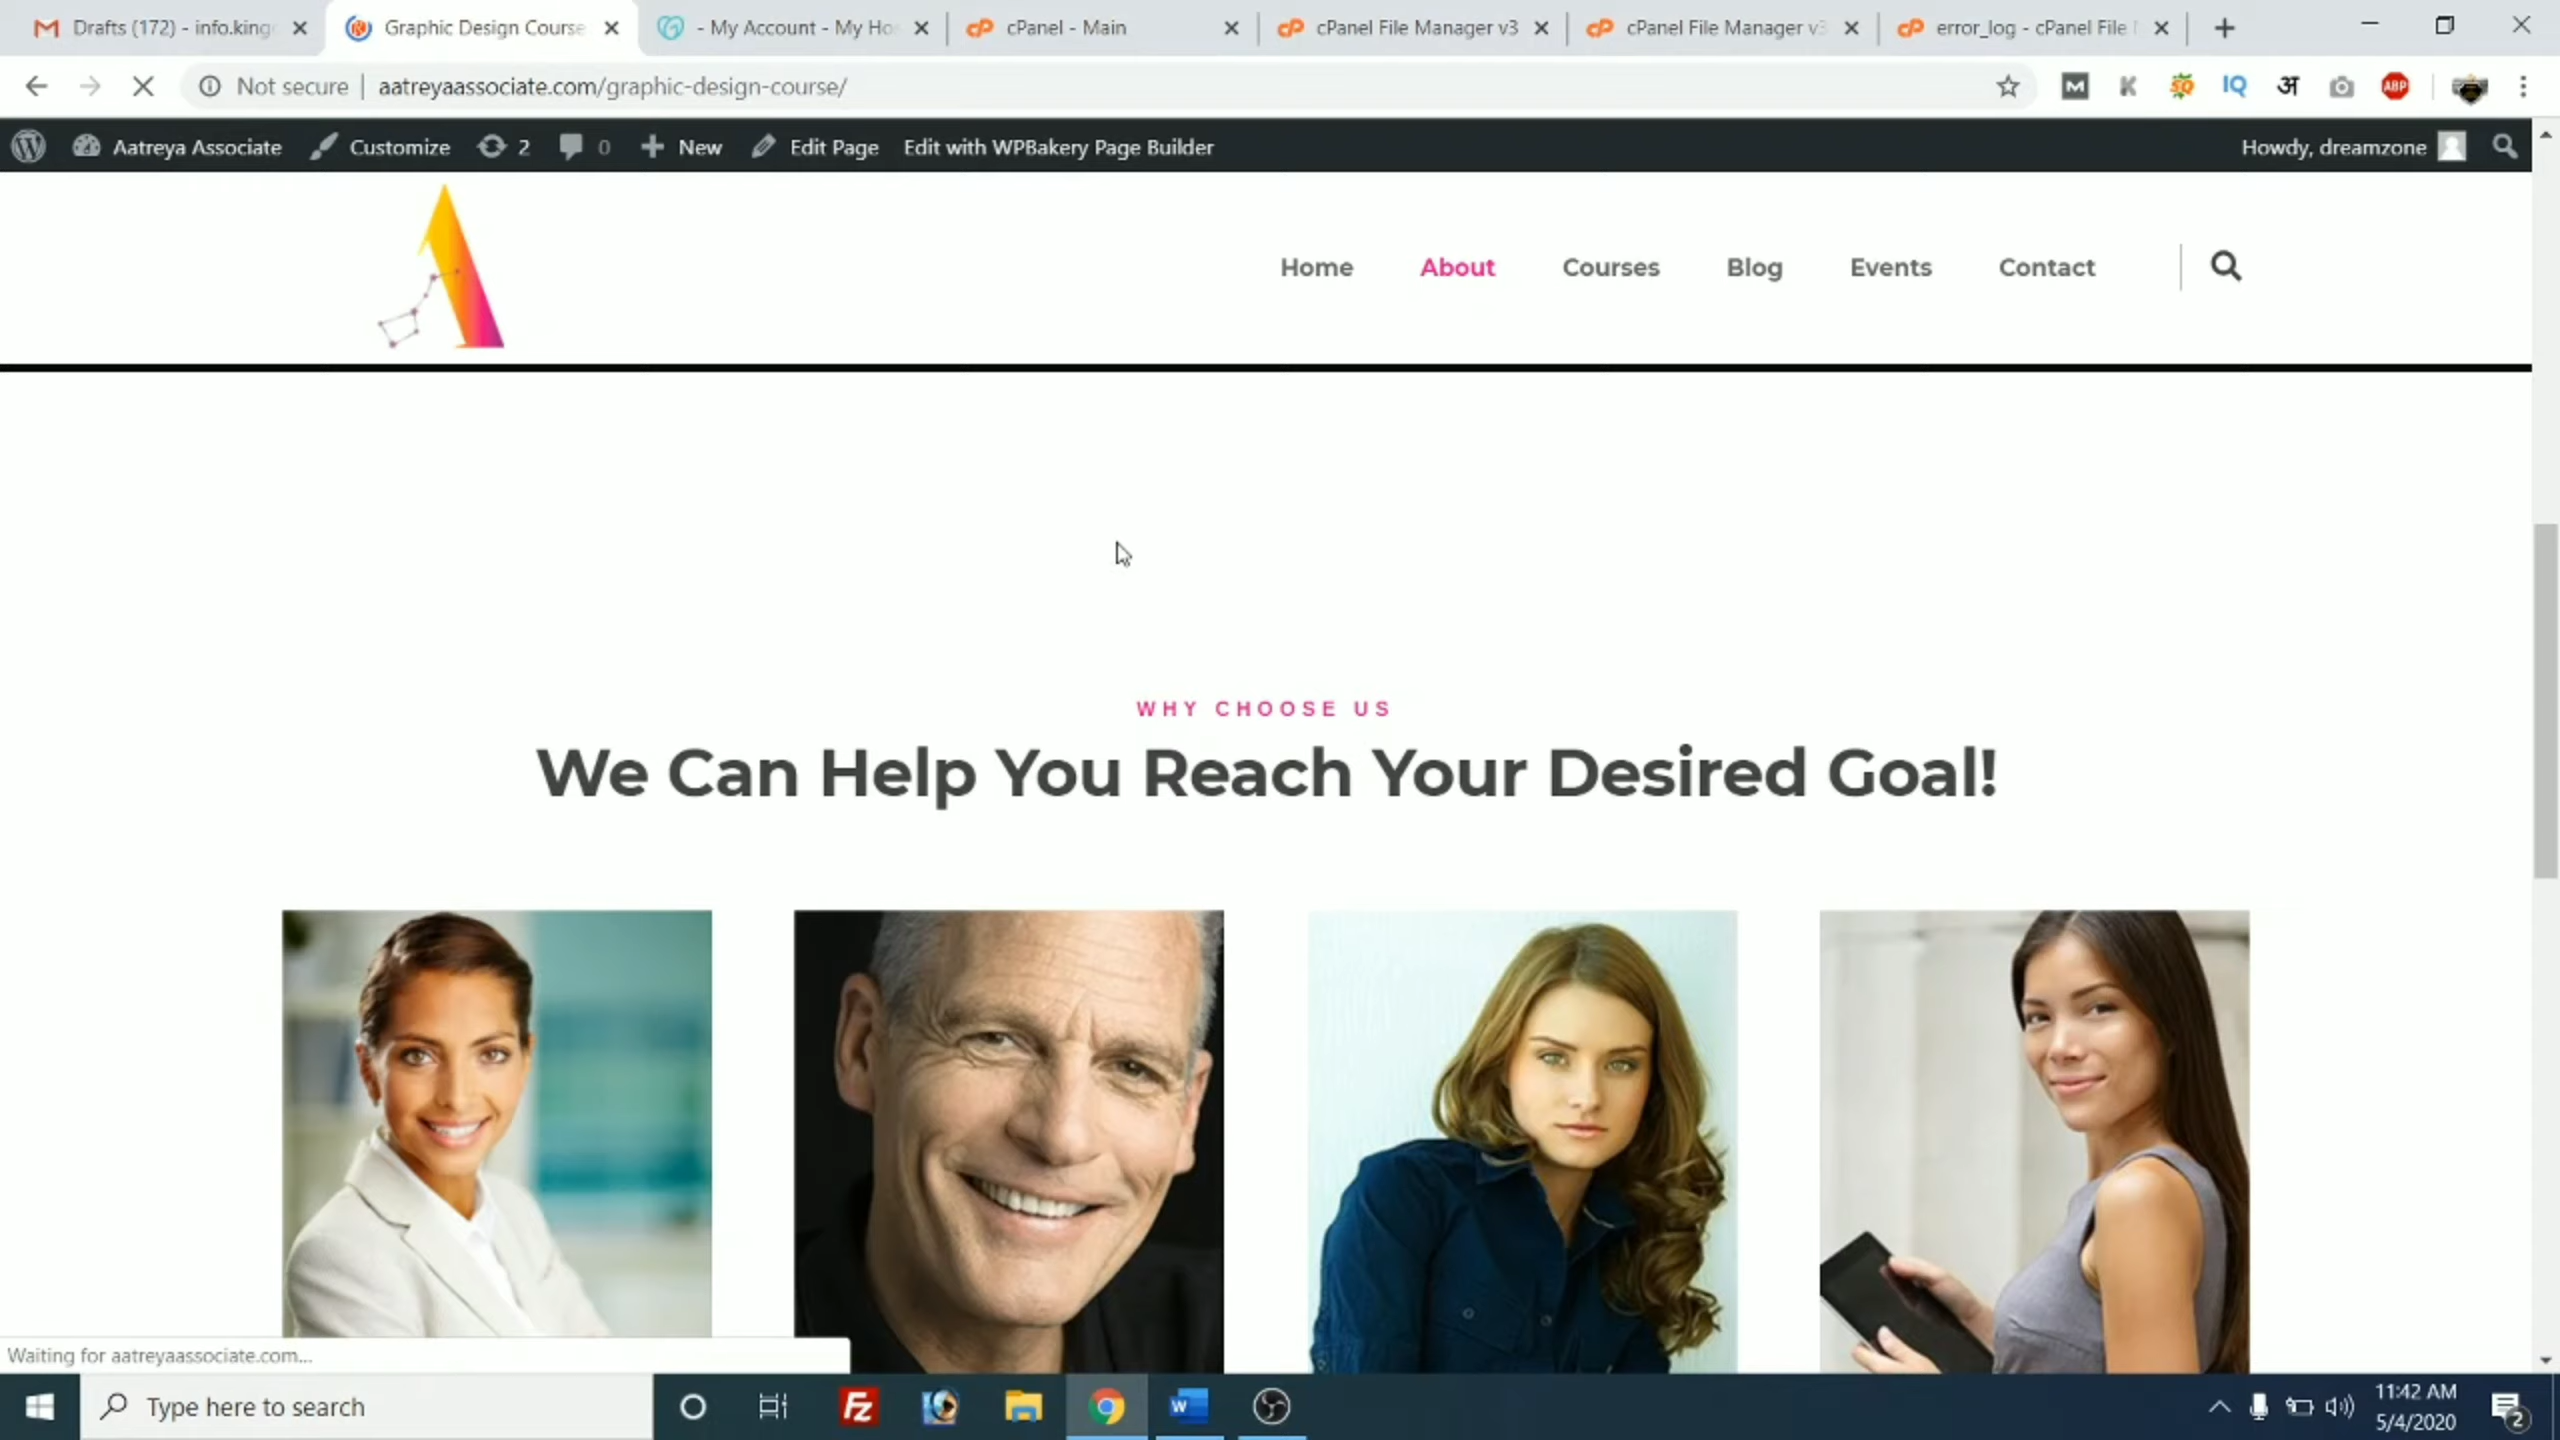 Drafts (172) - info.king
Graphic Design Course
- My Account - My Ho
cPanel - Main
cPanel File Manager v3
cPanel File Manager v3
error_log - cPanel File
Not secure | aatreyaassociate.com/graphic-design-course/
M
K
IQ
अ
ABP
Aatreya Associate
Customize
2
0
New
Edit Page
Edit with WPBakery Page Builder
Howdy, dreamzone
Home
About
Courses
Blog
Events
Contact
WHY CHOOSE US
We Can Help You Reach Your Desired Goal!
Waiting for aatreyaassociate.com...
Type here to search
Fz
W
11:42 AM
5/4/2020
2